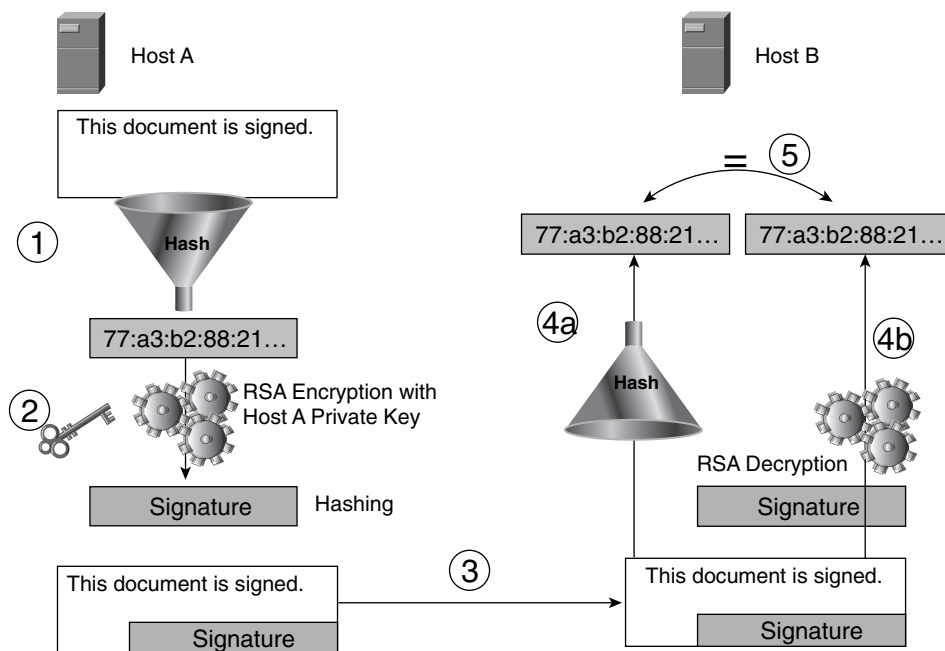 Host A
This document is signed.
1
Hash
77:a3:b2:88:21…
2
RSA Encryption with
Host A Private Key
Signature
Hashing
This document is signed.
Signature
3
Host B
=
5
77:a3:b2:88:21…
77:a3:b2:88:21…
4a
4b
Hash
RSA Decryption
Signature
This document is signed.
Signature